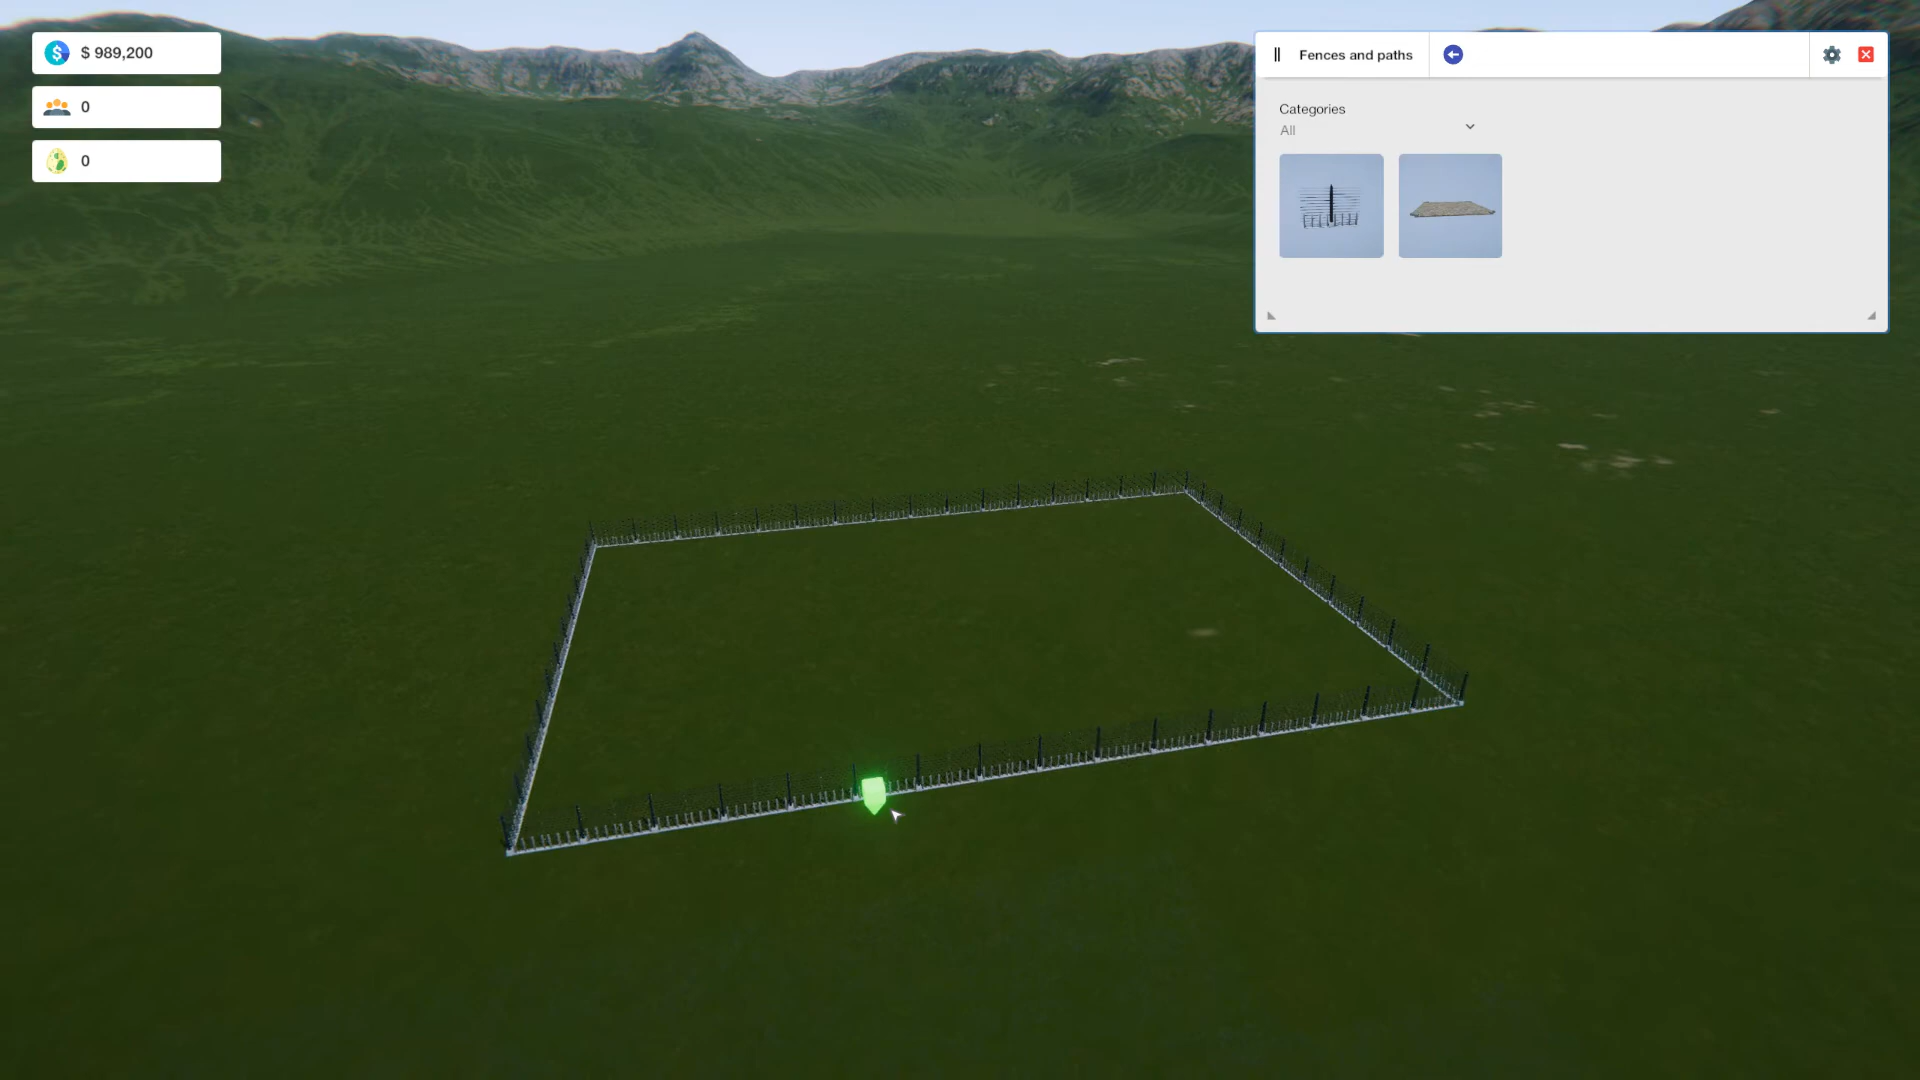 $ 989,200
0
0
Fences and paths
Categories
All